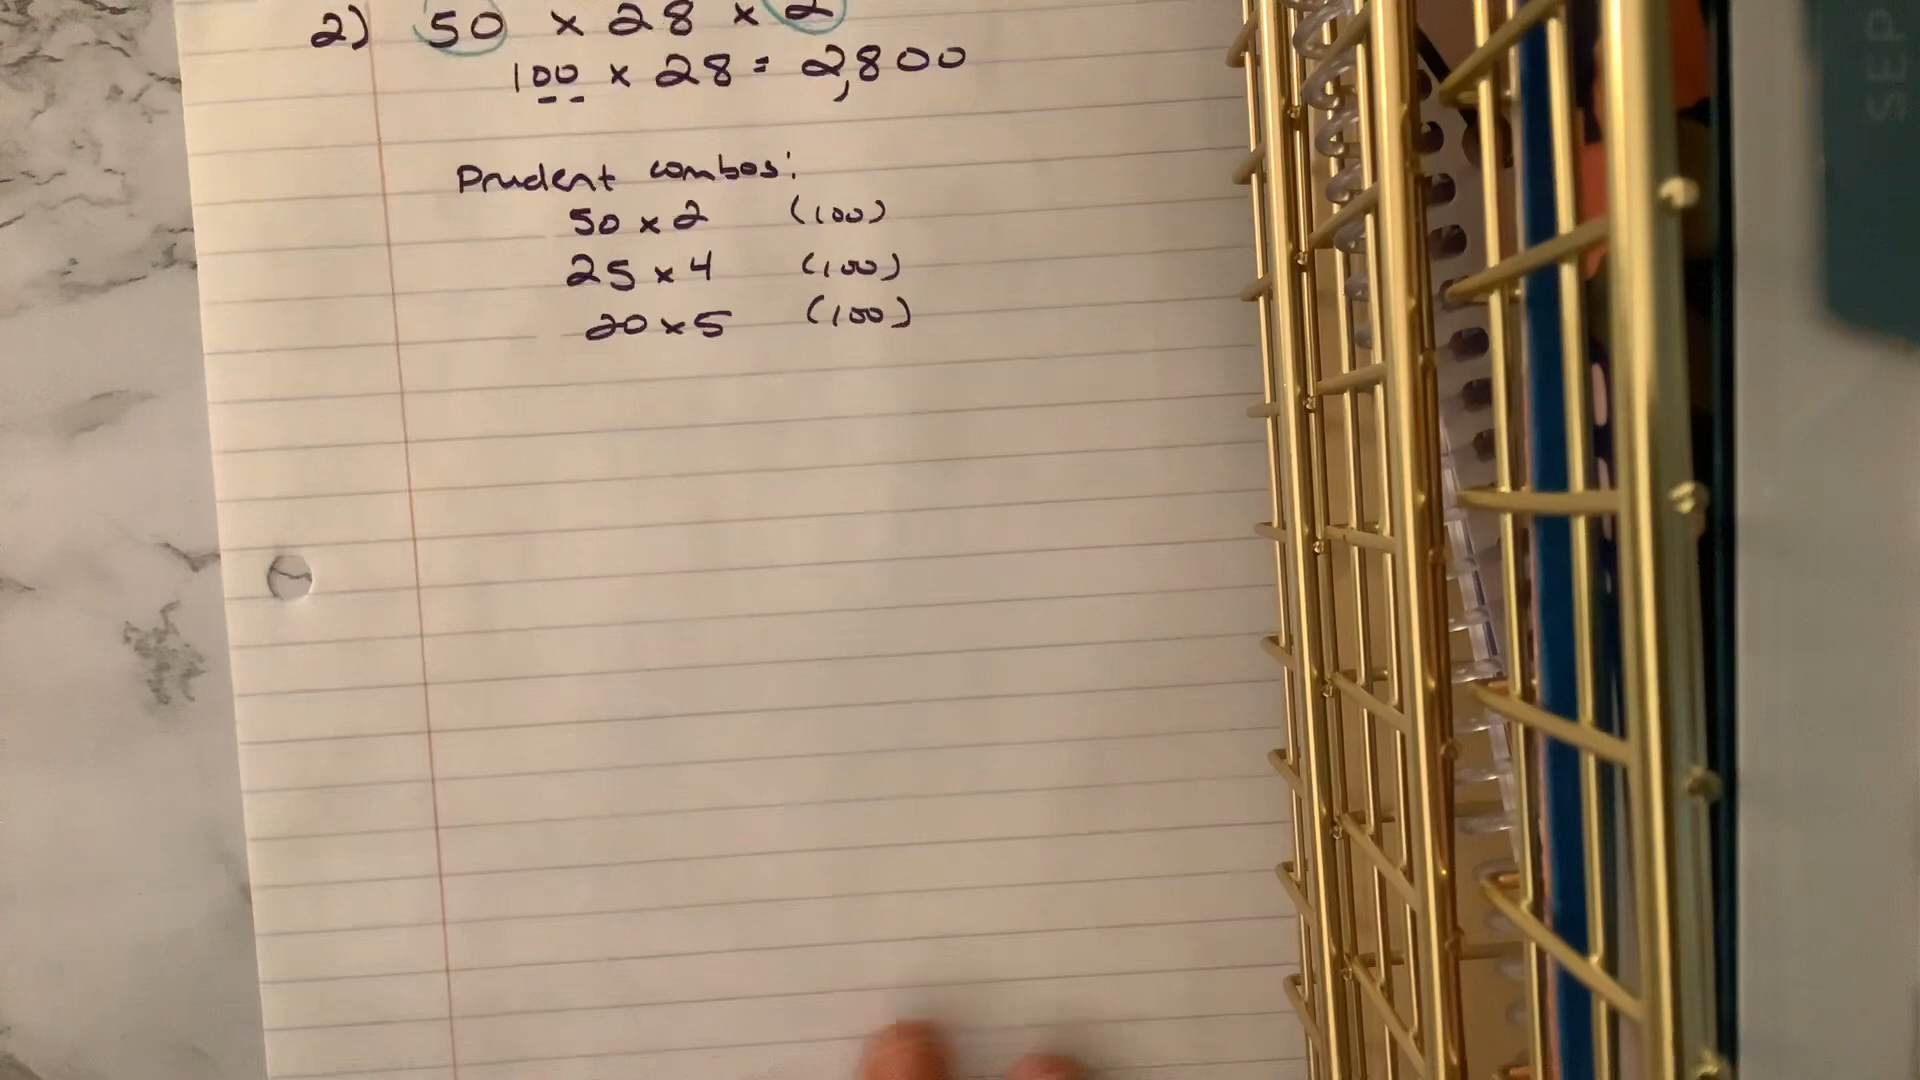 2) 50 x 28 x 2
100 x 28 = 2,800
Prudent combos:
50 x 2 (100)
25 x 4 (100)
20 x 5 (100)
SEP